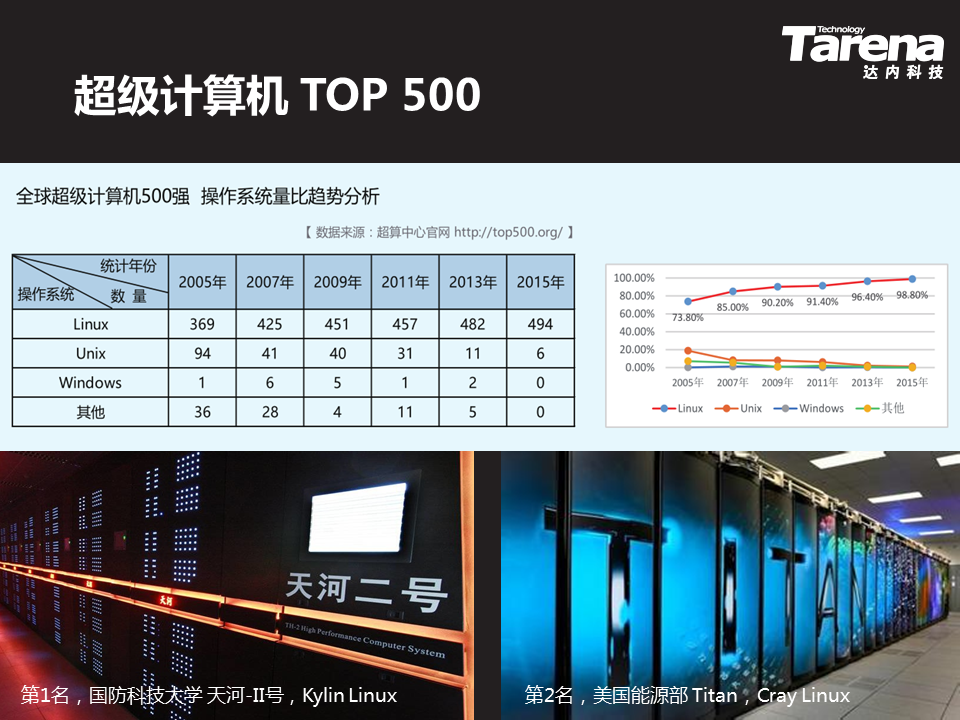 Technology
Tarena
达内科技
超级计算机 TOP 500
全球超级计算机500强 操作系统量比趋势分析
【 数据来源：超算中心官网 http://top500.org/ 】
统计年份
操作系统 数 量 2005年 2007年 2009年 2011年 2013年 2015年
Linux 369 425 451 457 482 494
Unix 94 41 40 31 11 6
Windows 1 6 5 1 2 0
其他 36 28 4 11 5 0
100.00%
80.00%
60.00%
40.00%
20.00%
0.00%
73.80% 85.00% 90.20% 91.40% 96.40% 98.80%
2005年 2007年 2009年 2011年 2013年 2015年
Linux Unix Windows 其他
天河
天河二号
TH-2 High Performance Computer System
第1名，国防科技大学 天河-II号，Kylin Linux
TITAN
第2名，美国能源部 Titan，Cray Linux